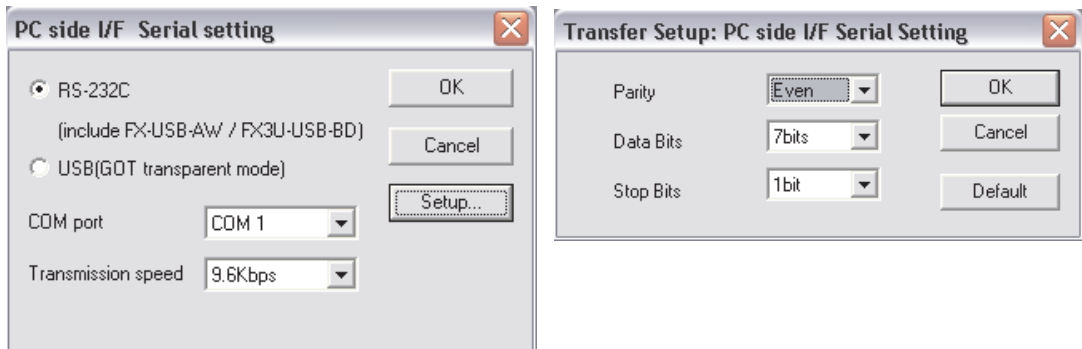 PC side I/F Serial setting
RS-232C
(include FX-USB-AW / FX3U-USB-BD)
USB(GOT transparent mode)
COM port
COM 1
Transmission speed
9.6Kbps
OK
Cancel
Setup...
Transfer Setup: PC side I/F Serial Setting
Parity
Even
Data Bits
7bits
Stop Bits
1bit
OK
Cancel
Default